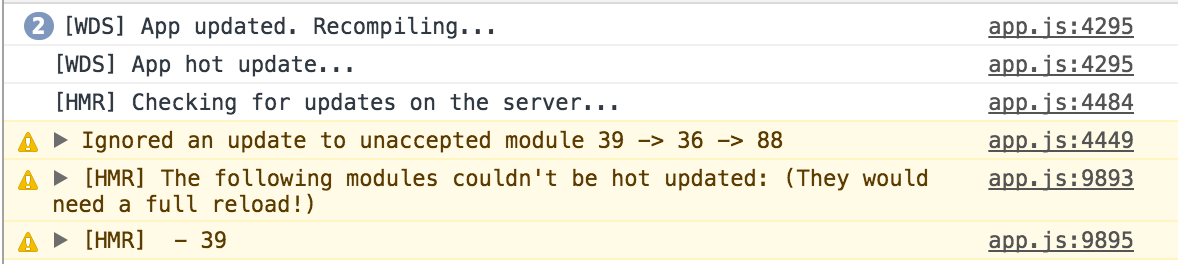 2 [WDS] App updated. Recompiling... app.js:4295
[WDS] App hot update... app.js:4295
[HMR] Checking for updates on the server... app.js:4484
Ignored an update to unaccepted module 39 -> 36 -> 88 app.js:4449
[HMR] The following modules couldn't be hot updated: (They would app.js:9893
need a full reload!)
[HMR]  - 39 app.js:9895